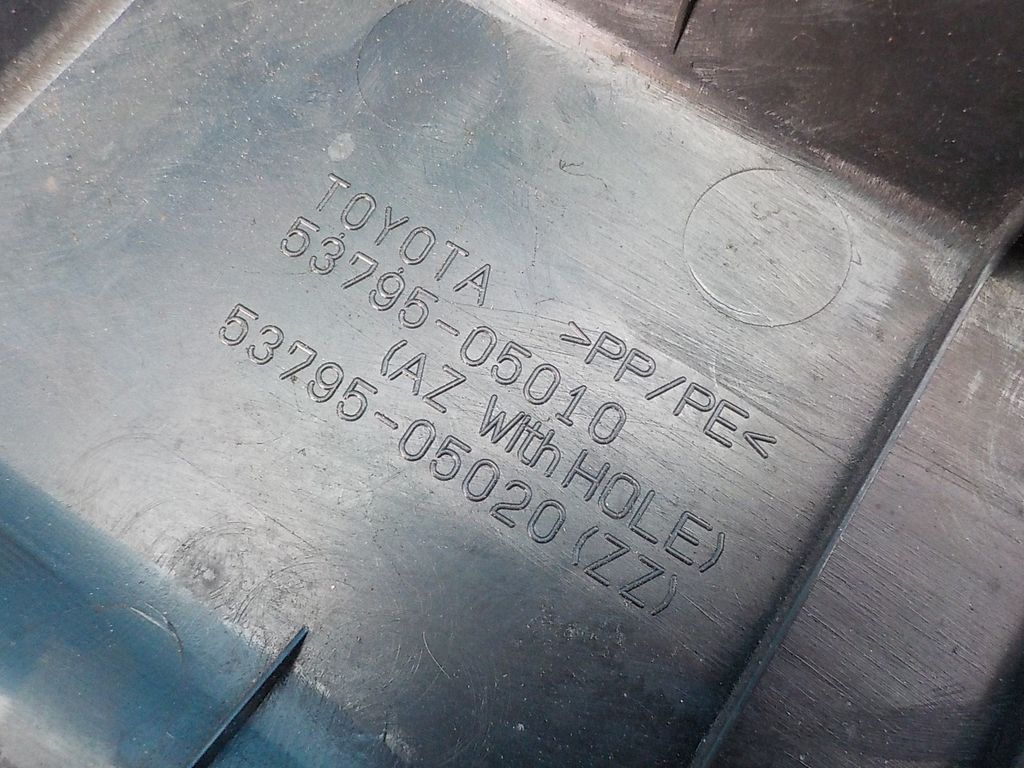 TOYOTA >PP/PE<
53795-05010
(AZ With HOLE)
53795-05020(ZZ)